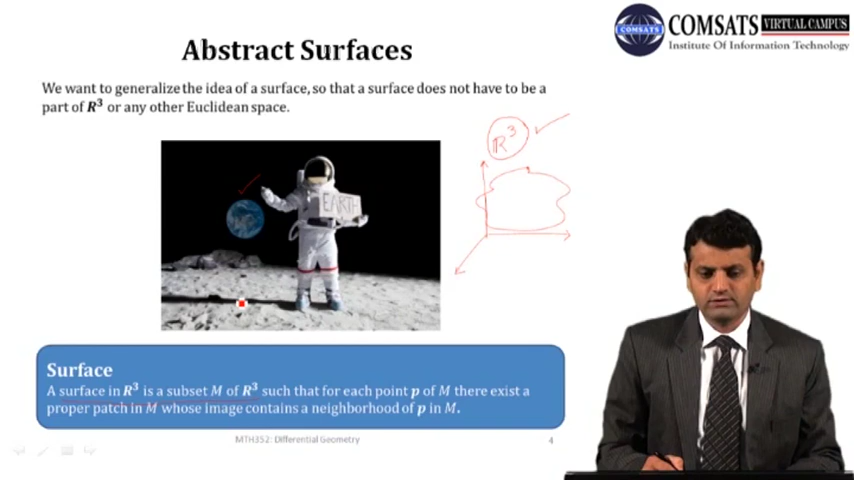 COMSATS
COMSATS VIRTUAL CAMPUS
Institute Of Information Technology
Abstract Surfaces
We want to generalize the idea of a surface, so that a surface does not have to be a
part of R³ or any other Euclidean space.
R³
EARTH
Surface
A surface in R³ is a subset M of R³ such that for each point p of M there exist a
proper patch in M whose image contains a neighborhood of p in M.
MTH352: Differential Geometry
4